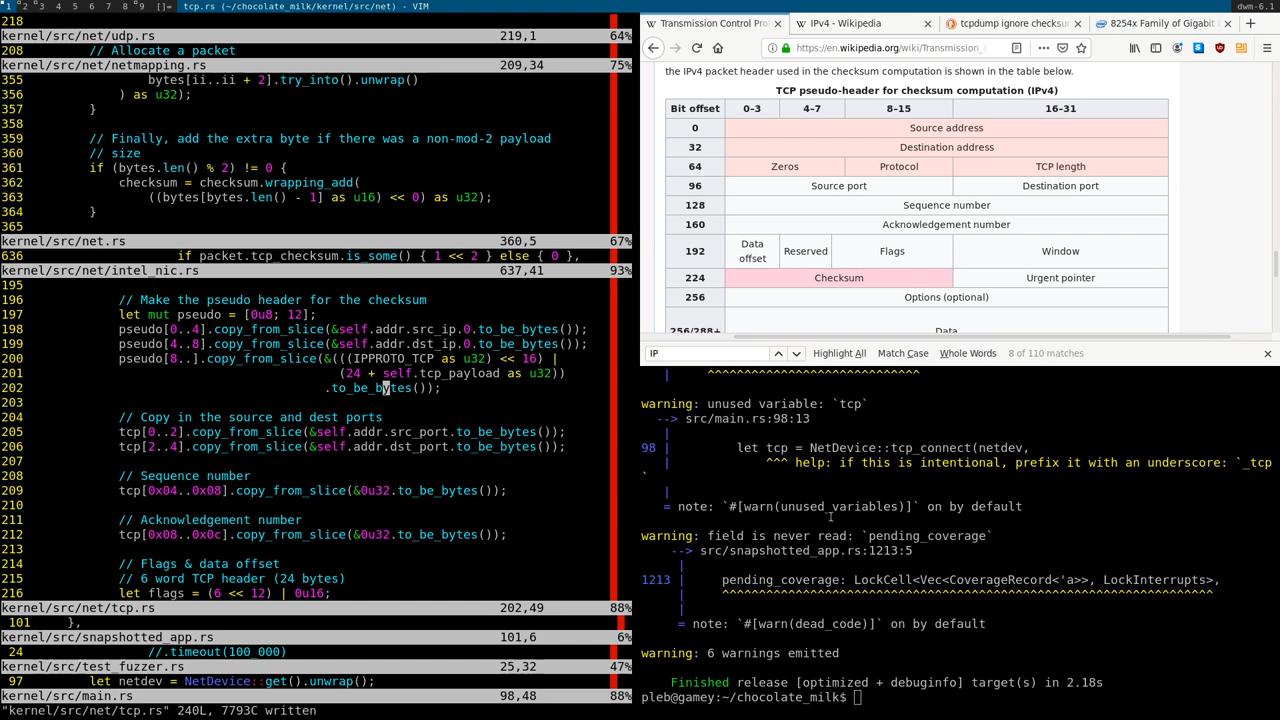 1 2 3 4 5 6 7 8 9 []= tcp.rs (~/chocolate_milk/kernel/src/net) - VIM
dwm-6.1
218
kernel/src/net/udp.rs 219,1 64%
208 // Allocate a packet
kernel/src/net/netmapping.rs 209,34 75%
355 bytes[ii..ii + 2].try_into().unwrap()
356 ) as u32);
357 }
358
359 // Finally, add the extra byte if there was a non-mod-2 payload
360 // size
361 if (bytes.len() % 2) != 0 {
362 checksum = checksum.wrapping_add(
363 ((bytes[bytes.len() - 1] as u16) << 0) as u32);
364 }
365
kernel/src/net.rs 360,5 67%
636 if packet.tcp_checksum.is_some() { 1 << 2 } else { 0 },
kernel/src/net/intel_nic.rs 637,41 93%
195
196 // Make the pseudo header for the checksum
197 let mut pseudo = [0u8; 12];
198 pseudo[0..4].copy_from_slice(&self.addr.src_ip.0.to_be_bytes());
199 pseudo[4..8].copy_from_slice(&self.addr.dst_ip.0.to_be_bytes());
200 pseudo[8..].copy_from_slice(&(((IPPROTO_TCP as u32) << 16) |
201 (24 + self.tcp_payload as u32))
202 .to_be_bytes());
203
204 // Copy in the source and dest ports
205 tcp[0..2].copy_from_slice(&self.addr.src_port.to_be_bytes());
206 tcp[2..4].copy_from_slice(&self.addr.dst_port.to_be_bytes());
207
208 // Sequence number
209 tcp[0x04..0x08].copy_from_slice(&0u32.to_be_bytes());
210
211 // Acknowledgement number
212 tcp[0x08..0x0c].copy_from_slice(&0u32.to_be_bytes());
213
214 // Flags & data offset
215 // 6 word TCP header (24 bytes)
216 let flags = (6 << 12) | 0u16;
kernel/src/net/tcp.rs 202,49 88%
101 },
kernel/src/snapshotted_app.rs 101,6 6%
24 //.timeout(100_000)
kernel/src/test_fuzzer.rs 25,32 47%
97 let netdev = NetDevice::get().unwrap();
kernel/src/main.rs 98,48 88%
"kernel/src/net/tcp.rs" 240L, 7793C written
Transmission Control Pro
IPv4 - Wikipedia
tcpdump ignore checksu
8254x Family of Gigabit
https://en.wikipedia.org/wiki/Transmission_
the IPv4 packet header used in the checksum computation is shown in the table below.
TCP pseudo-header for checksum computation (IPv4)
Bit offset 0–3 4–7 8–15 16–31
0 Source address
32 Destination address
64 Zeros Protocol TCP length
96 Source port Destination port
128 Sequence number
160 Acknowledgement number
192 Data offset Reserved Flags Window
224 Checksum Urgent pointer
256 Options (optional)
256/288+ Data
IP Highlight All Match Case Whole Words 8 of 110 matches
| ^^^^^^^^^^^^^^^^^^^^^^^^^^^^
warning: unused variable: `tcp`
--> src/main.rs:98:13
|
98 | let tcp = NetDevice::tcp_connect(netdev,
| ^^^ help: if this is intentional, prefix it with an underscore: `_tcp
`
|
= note: `#[warn(unused_variables)]` on by default
warning: field is never read: `pending_coverage`
--> src/snapshotted_app.rs:1213:5
|
1213 | pending_coverage: LockCell<Vec<CoverageRecord<'a>>, LockInterrupts>,
| ^^^^^^^^^^^^^^^^^^^^^^^^^^^^^^^^^^^^^^^^^^^^^^^^^^^^^^^^^^^^^^^^^^^
|
= note: `#[warn(dead_code)]` on by default
warning: 6 warnings emitted
Finished release [optimized + debuginfo] target(s) in 2.18s
pleb@gamey:~/chocolate_milk$